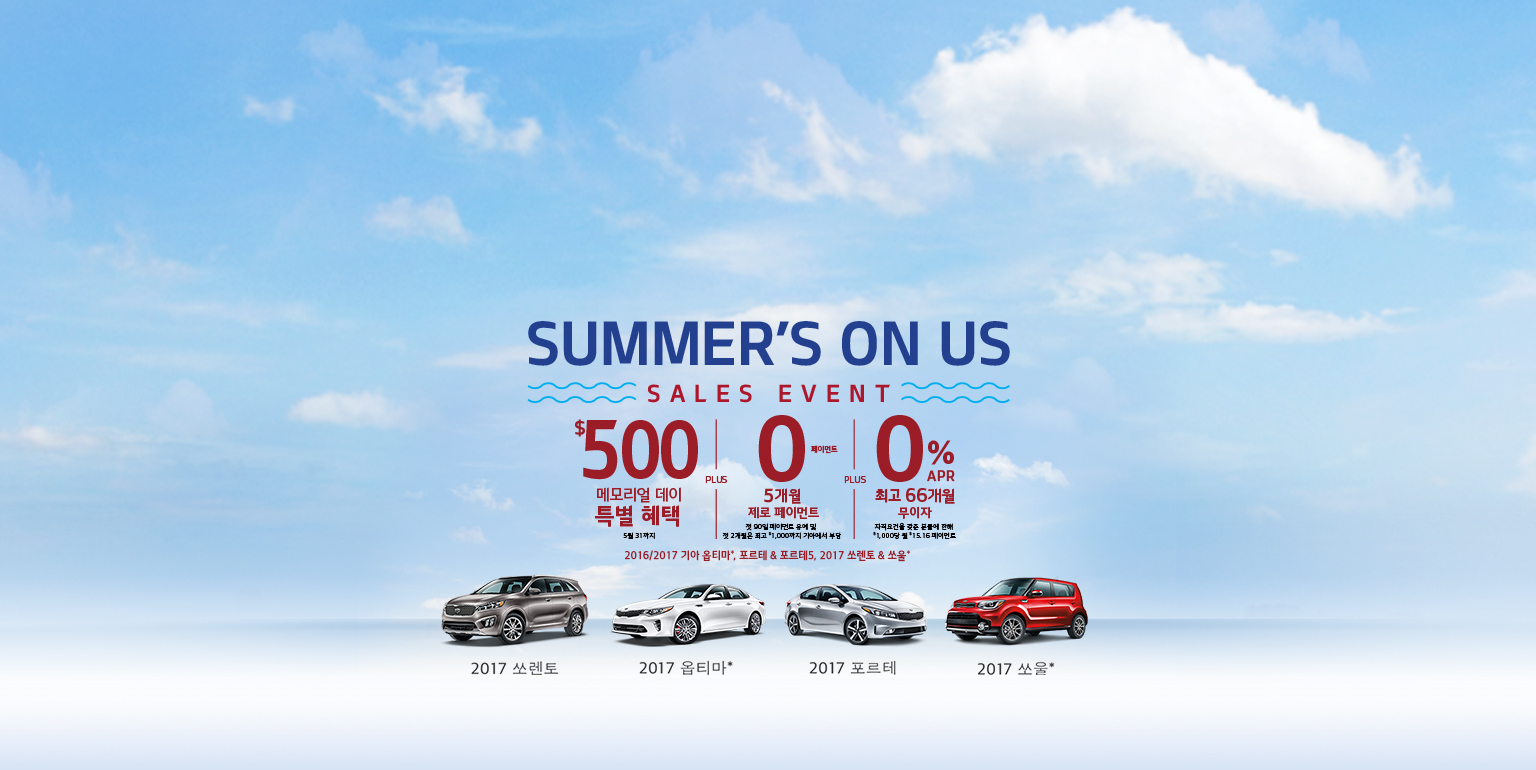 SUMMER'S ON US
SALES EVENT
$500
메모리얼 데이
특별 혜택
5월 31까지
PLUS
0 페이먼트
5개월
제로 페이먼트
첫 90일 페이먼트 유예 및
첫 2개월은 최고 $1,000까지 기아에서 부담
PLUS
0% APR
최고 66개월
무이자
자격요건을 갖춘 분들에 한해
$1,000당 월 $15.16 페이먼트
2016/2017 기아 옵티마*, 포르테 & 포르테5, 2017 쏘렌토 & 쏘울*
2017 쏘렌토
2017 옵티마*
2017 포르테
2017 쏘울*